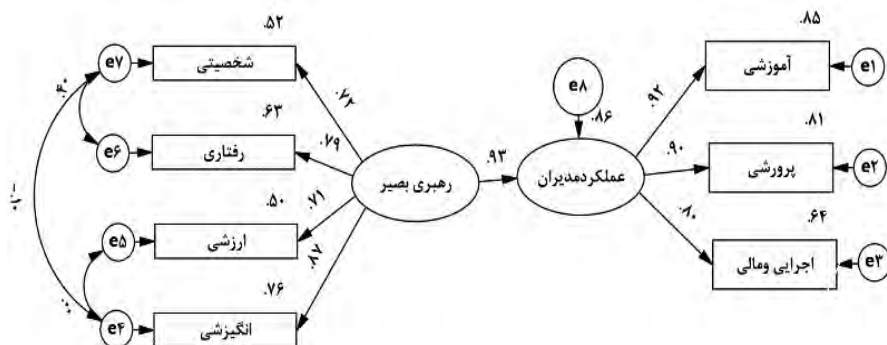 .۵۲
e۷ شخصیتی
.۷۲
.۴۰
.۶۳
e۶ رفتاری
.۷۹
.۵۰
e۵ ارزشی
.۷۱
.۷۶
e۴ انگیزشی
.۸۷
رهبری بصیر
.۹۳
e۸
.۸۶
عملکردمدیران
.۸۵
آموزشی e۱
.۹۲
.۸۱
پرورشی e۲
.۹۰
.۶۴
اجرایی ومالی e۳
.۸۰